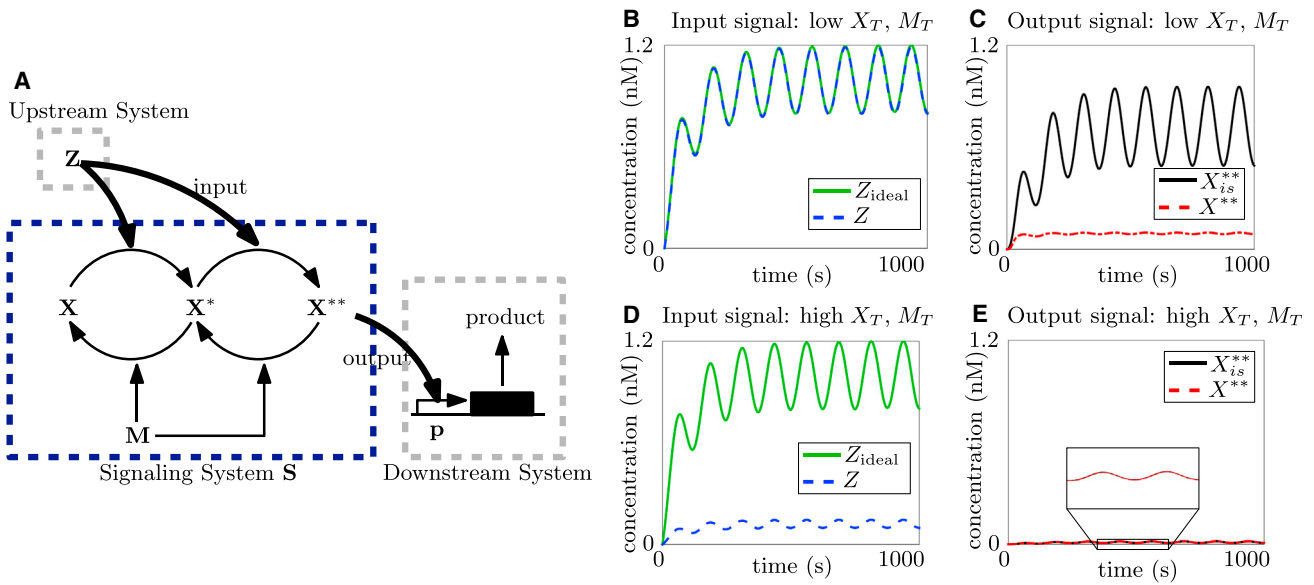 A
Upstream System
Z
input
X
X*
X**
output
M
Signaling System S
product
p
Downstream System
B
Input signal: low X_T, M_T
concentration (nM)
1.2
0
Z_ideal
Z
0
1000
time (s)
C
Output signal: low X_T, M_T
concentration (nM)
1.2
0
X_is**
X**
0
1000
time (s)
D
Input signal: high X_T, M_T
concentration (nM)
1.2
0
Z_ideal
Z
0
1000
time (s)
E
Output signal: high X_T, M_T
concentration (nM)
1.2
0
X_is**
X**
0
1000
time (s)